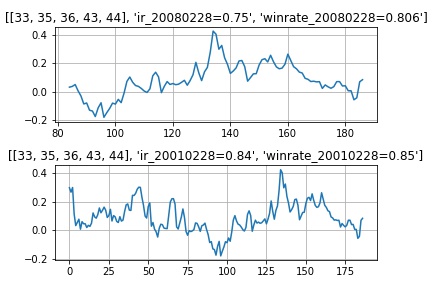 [[33, 35, 36, 43, 44], 'ir_20080228=0.75', 'winrate_20080228=0.806']
0.4
0.2
0.0
−0.2
80 100 120 140 160 180
[[33, 35, 36, 43, 44], 'ir_20010228=0.84', 'winrate_20010228=0.85']
0.4
0.2
0.0
−0.2
0 25 50 75 100 125 150 175